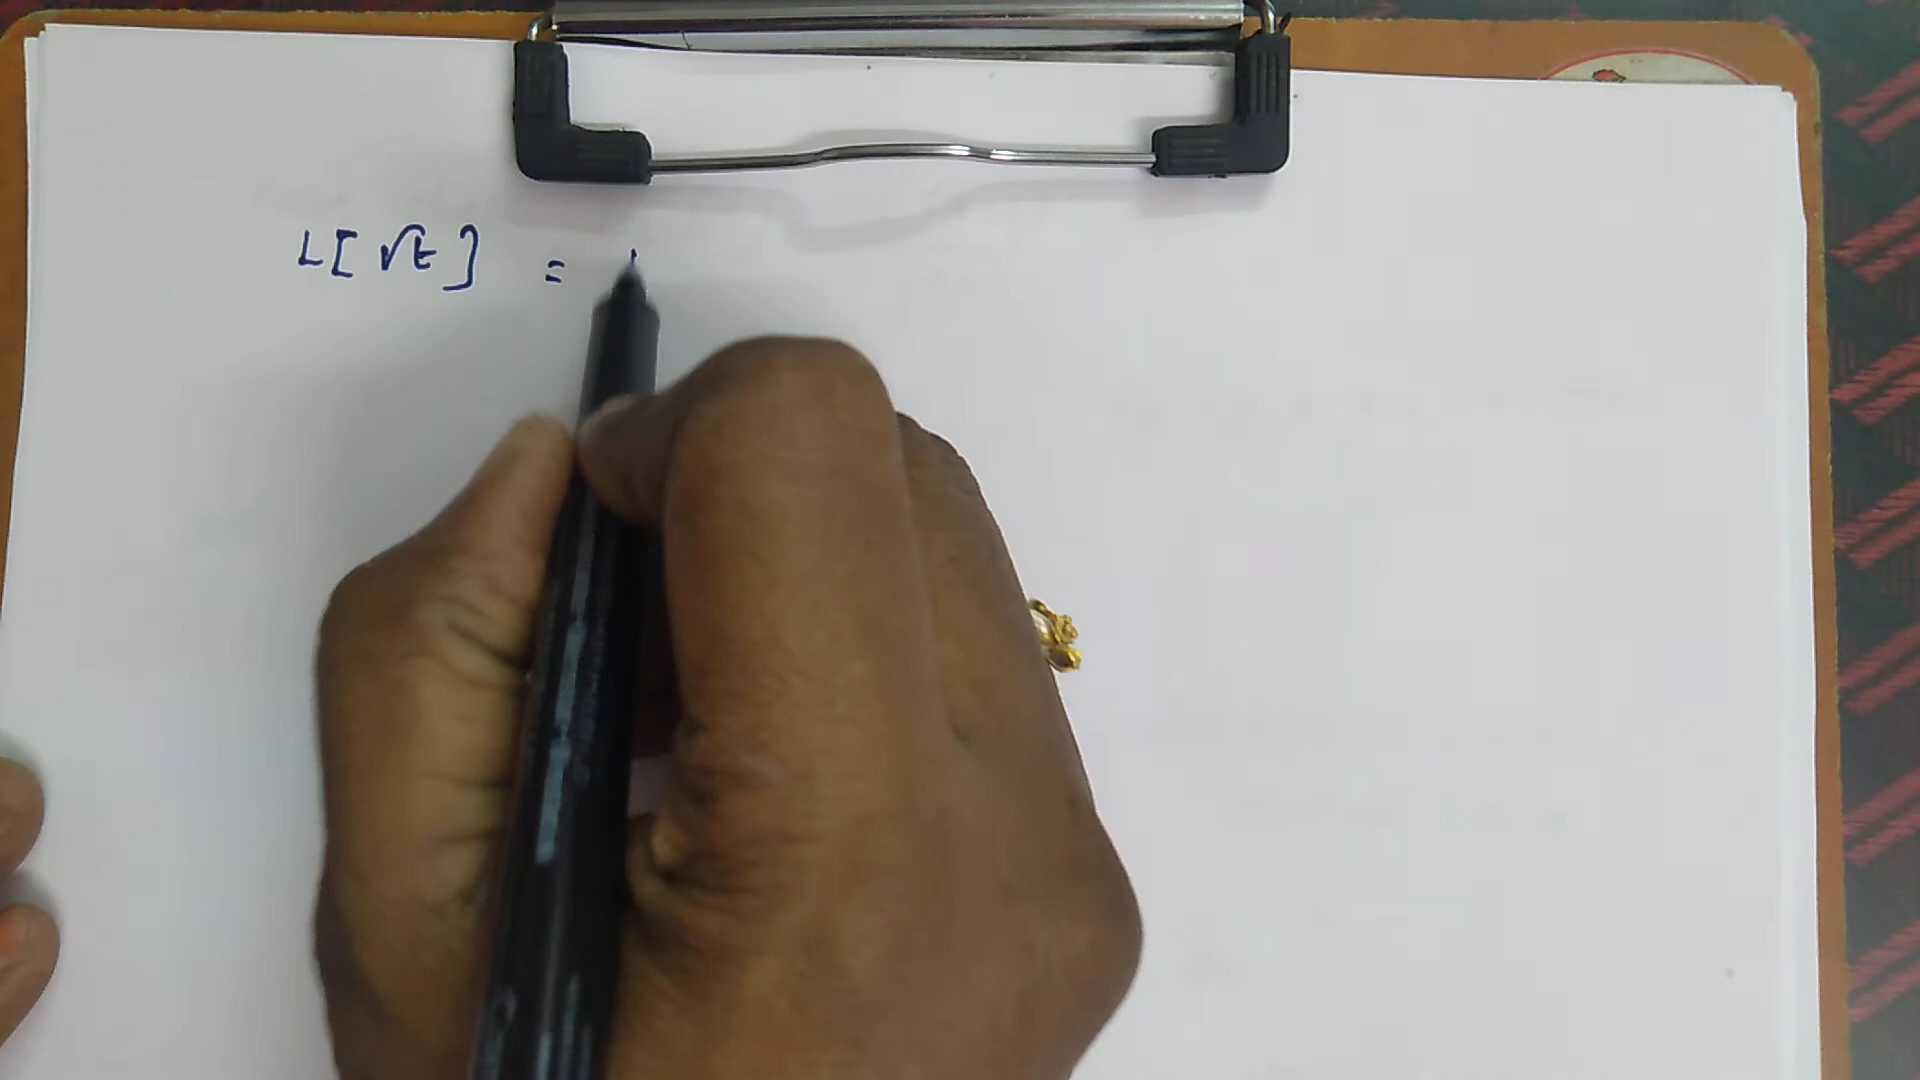 L[√t] =